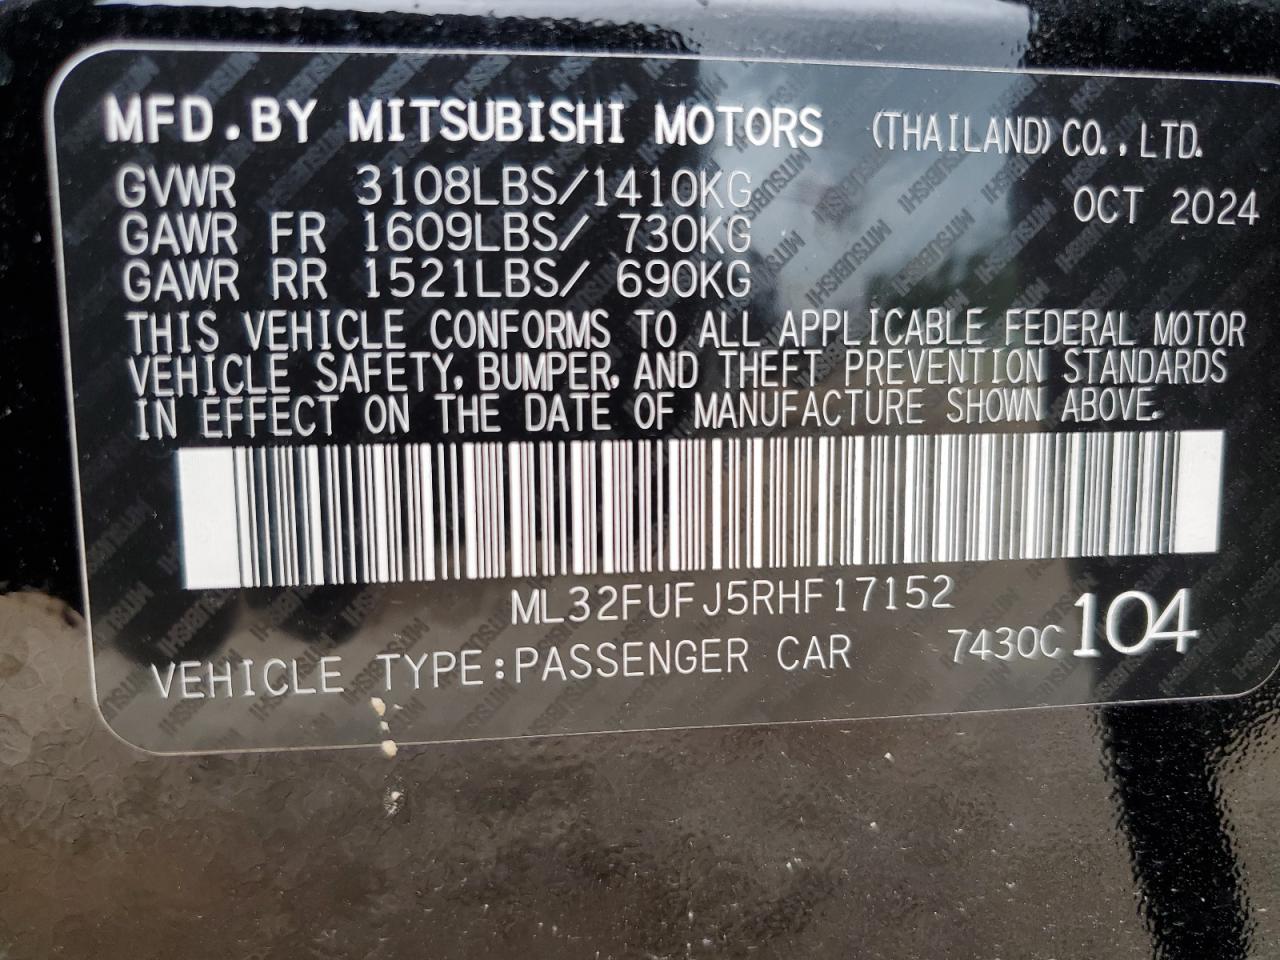 MFD.BY MITSUBISHI MOTORS (THAILAND) CO., LTD.
GVWR 3108LBS/1410KG OCT 2024
GAWR FR 1609LBS/ 730KG
GAWR RR 1521LBS/ 690KG
THIS VEHICLE CONFORMS TO ALL APPLICABLE FEDERAL MOTOR
VEHICLE SAFETY, BUMPER, AND THEFT PREVENTION STANDARDS
IN EFFECT ON THE DATE OF MANUFACTURE SHOWN ABOVE.
ML32FUFJ5RHF17152
VEHICLE TYPE:PASSENGER CAR 7430C 104